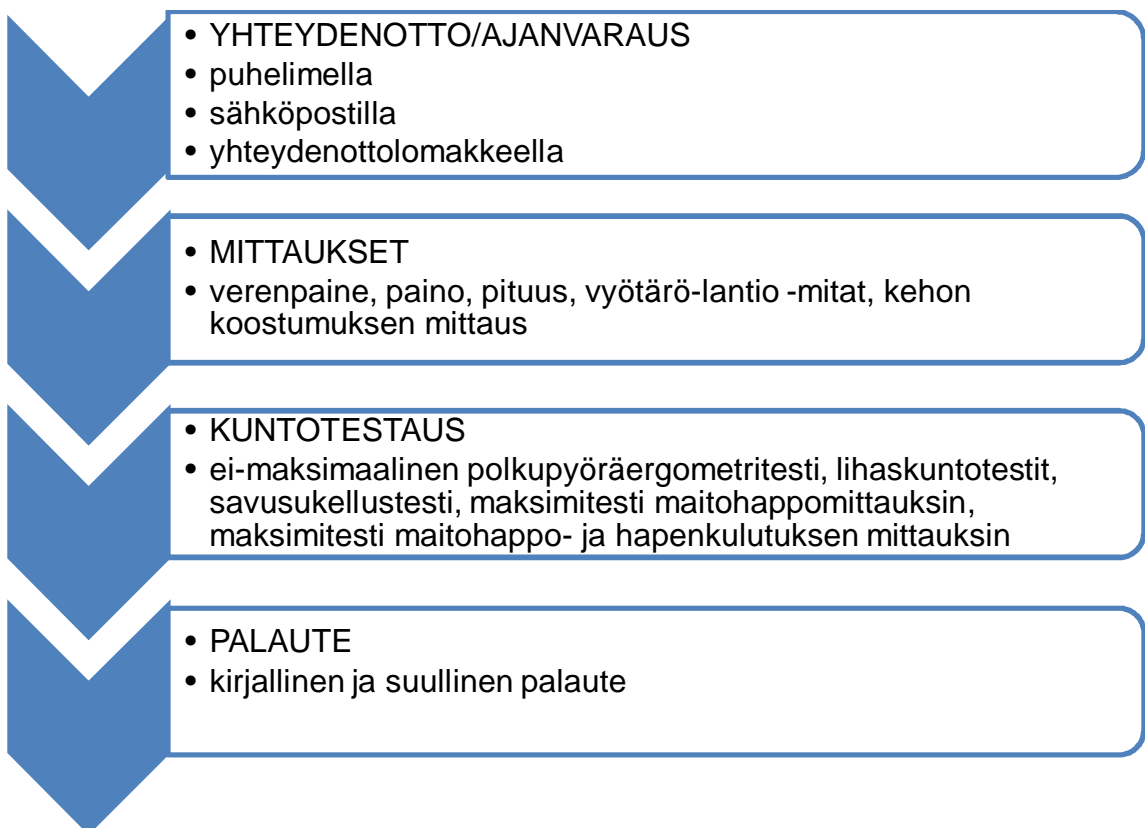 • YHTEYDENOTTO/AJANVARAUS
• puhelimella
• sähköpostilla
• yhteydenottolomakkeella
• MITTAUKSET
• verenpaine, paino, pituus, vyötärö-lantio -mitat, kehon
koostumuksen mittaus
• KUNTOTESTAUS
• ei-maksimaalinen polkupyöräergometritesti, lihaskuntotestit,
savusukellustesti, maksimitesti maitohappomittauksin,
maksimitesti maitohappo- ja hapenkulutuksen mittauksin
• PALAUTE
• kirjallinen ja suullinen palaute